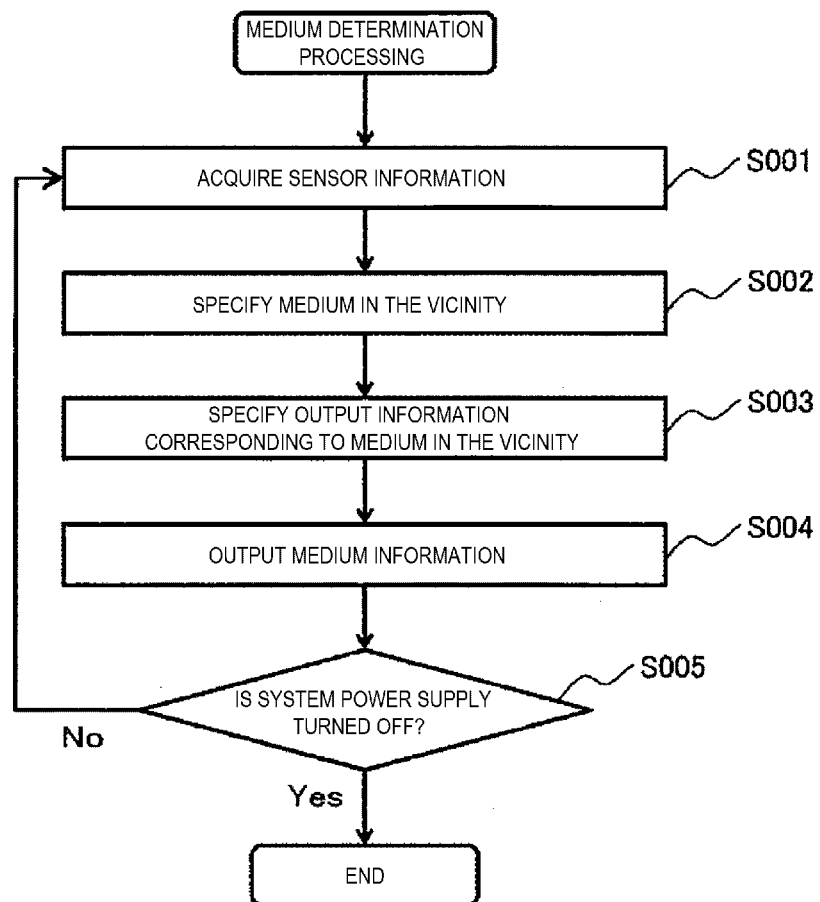 MEDIUM DETERMINATION
PROCESSING
ACQUIRE SENSOR INFORMATION
S001
SPECIFY MEDIUM IN THE VICINITY
S002
SPECIFY OUTPUT INFORMATION
CORRESPONDING TO MEDIUM IN THE VICINITY
S003
OUTPUT MEDIUM INFORMATION
S004
IS SYSTEM POWER SUPPLY
TURNED OFF?
S005
No
Yes
END